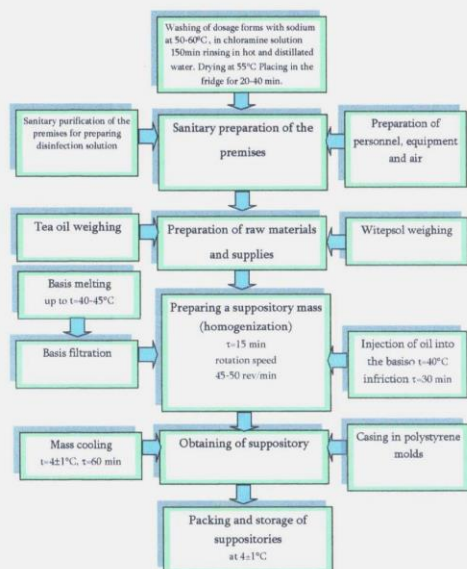 Washing of dosage forms with sodium
at 50-60°C, in chloramine solution
150min rinsing in hot and distillated
water. Drying at 55°C Placing in the
fridge for 20-40 min.
Sanitary purification of the
premises for preparing
disinfection solution
Sanitary preparation of the
premises
Preparation of
personnel, equipment
and air
Tea oil weighing
Preparation of raw materials
and supplies
Witepsol weighing
Basis melting
up to t=40-45°C
Basis filtration
Preparing a suppository mass
(homogenization)
τ=15 min
rotation speed
45-50 rev/min
Injection of oil into
the basiso t=40°C
infriction τ=30 min
Mass cooling
t=4±1°C, τ=60 min
Obtaining of suppository
Casing in polystyrene
molds
Packing and storage of
suppositories
at 4±1°C